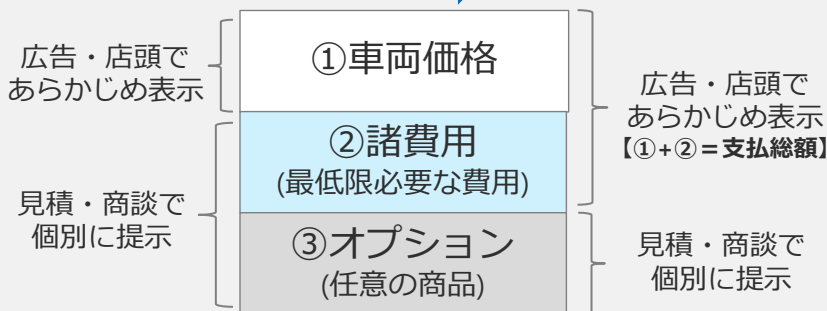 広告・店頭で
あらかじめ表示
見積・商談で
個別に提示
①車両価格
②諸費用
(最低限必要な費用)
③オプション
(任意の商品)
広告・店頭で
あらかじめ表示
【①+②=支払総額】
見積・商談で
個別に提示